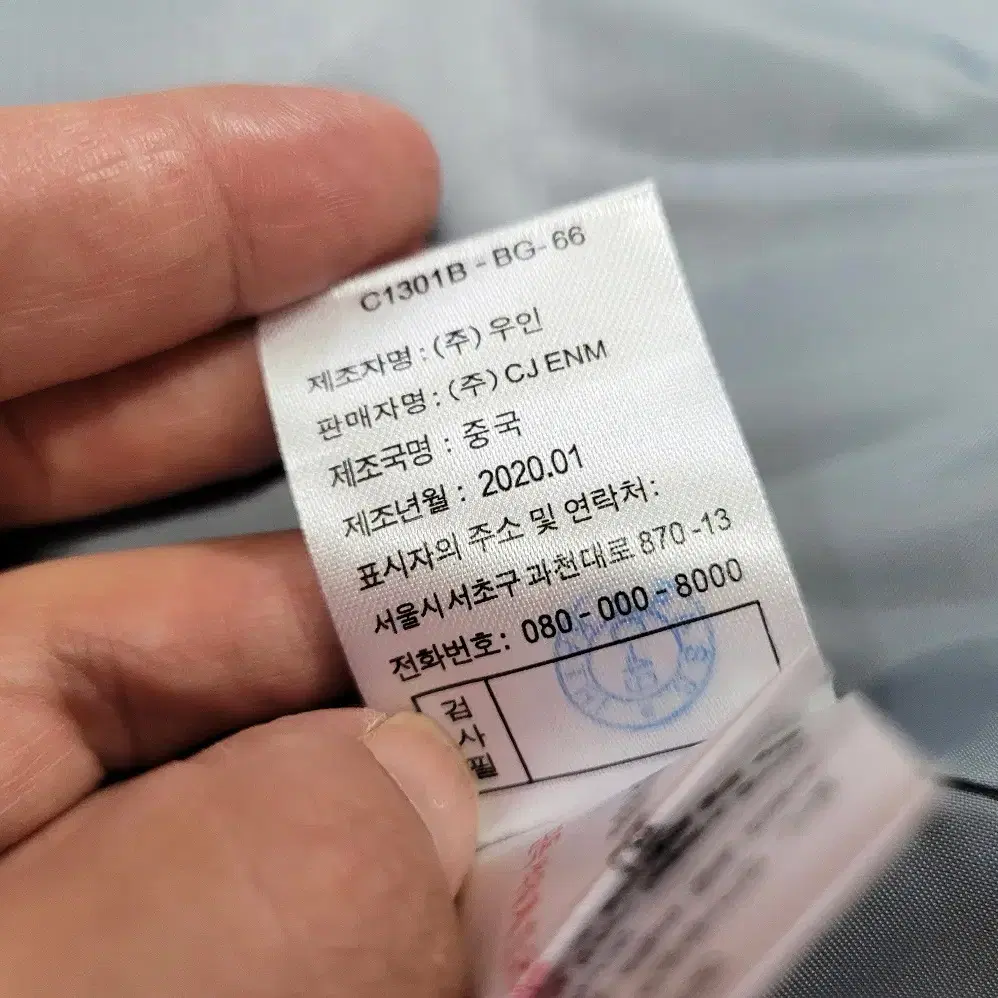 C1301B - BG- 66
제조자명 : (주) 우인
판매자명 : (주) CJ ENM
제조국명 : 중국
제조년월 : 2020.01
표시자의 주소 및 연락처:
서울시 서초구 과천대로 870 -13
전화번호: 080 - 000 - 8000
검
사
필